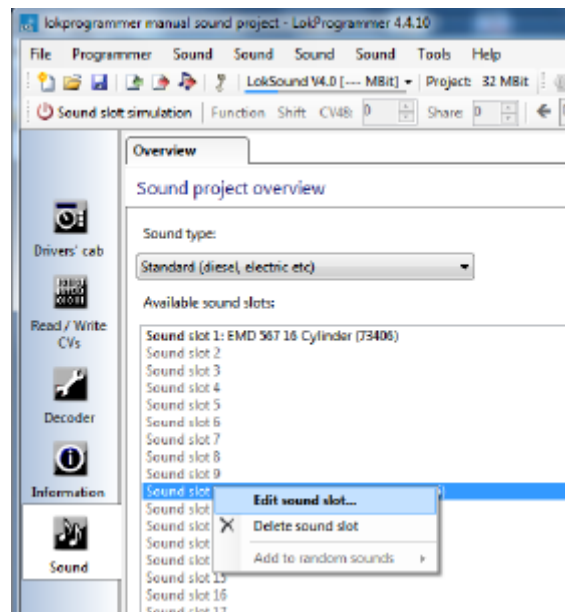 lokprogrammer manual sound project - LokProgrammer 4.4.10
File Programmer Sound Sound Sound Sound Tools Help
LokSound V4.0 [--- MBit] Project: 32 MBit
Sound slot simulation Function Shift CV48: 0 Share: 0
Overview
Sound project overview
Sound type:
Standard (diesel, electric etc)
Available sound slots:
Sound slot 1: EMD 567 16 Cylinder (73406)
Sound slot 2
Sound slot 3
Sound slot 4
Sound slot 5
Sound slot 6
Sound slot 7
Sound slot 8
Sound slot 9
Sound slot
Sound slot
Sound slot
Sound slot
Sound slot
Sound slot 15
Sound slot 16
Sound slot 17
Edit sound slot...
Delete sound slot
Add to random sounds
Drivers' cab
Read / Write
CVs
Decoder
Information
Sound